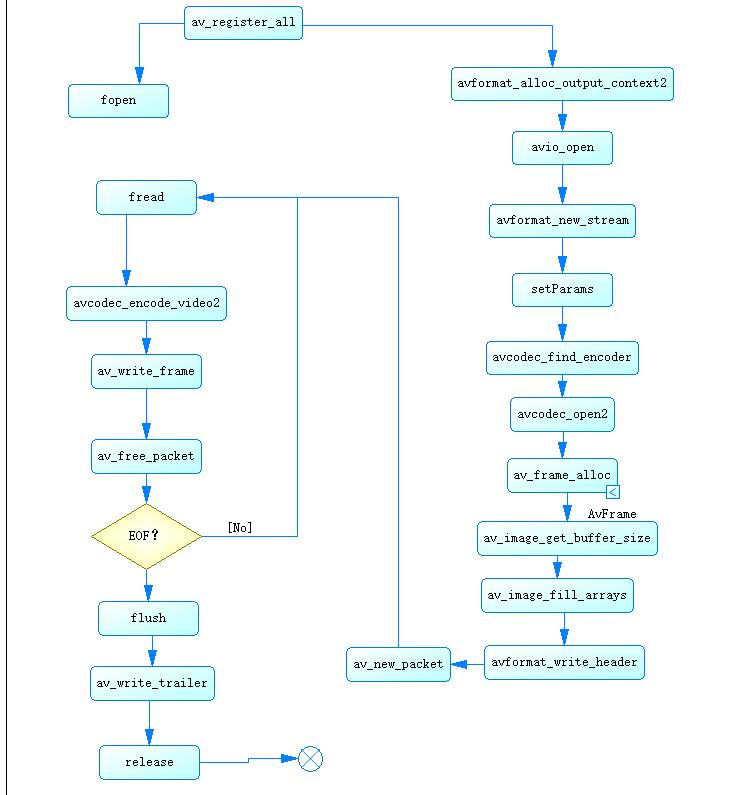 av_register_all
fopen
avformat_alloc_output_context2
avio_open
avformat_new_stream
setParams
avcodec_find_encoder
avcodec_open2
av_frame_alloc
<
AvFrame
av_image_get_buffer_size
av_image_fill_arrays
avformat_write_header
av_new_packet
fread
avcodec_encode_video2
av_write_frame
av_free_packet
EOF?
[No]
flush
av_write_trailer
release